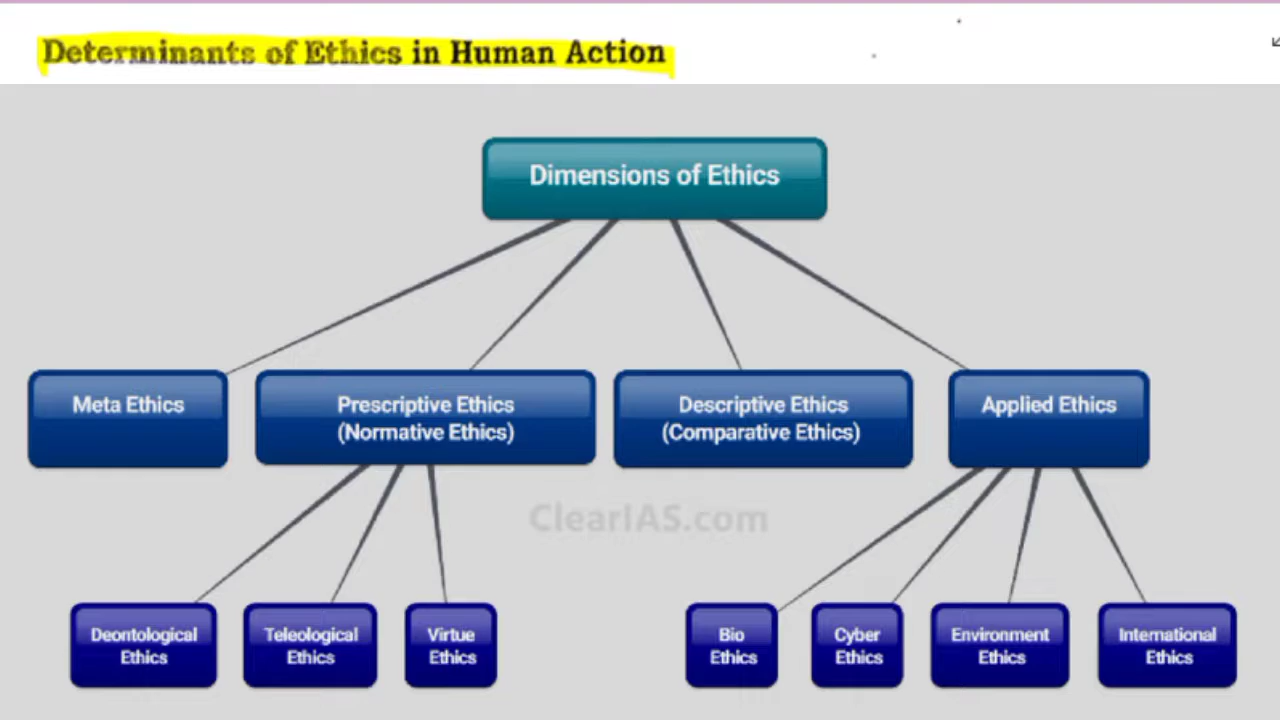 Determinants of Ethics in Human Action
Dimensions of Ethics
Meta Ethics
Prescriptive Ethics
(Normative Ethics)
Descriptive Ethics
(Comparative Ethics)
Applied Ethics
ClearIAS.com
Deontological
Ethics
Teleological
Ethics
Virtue
Ethics
Bio
Ethics
Cyber
Ethics
Environment
Ethics
International
Ethics